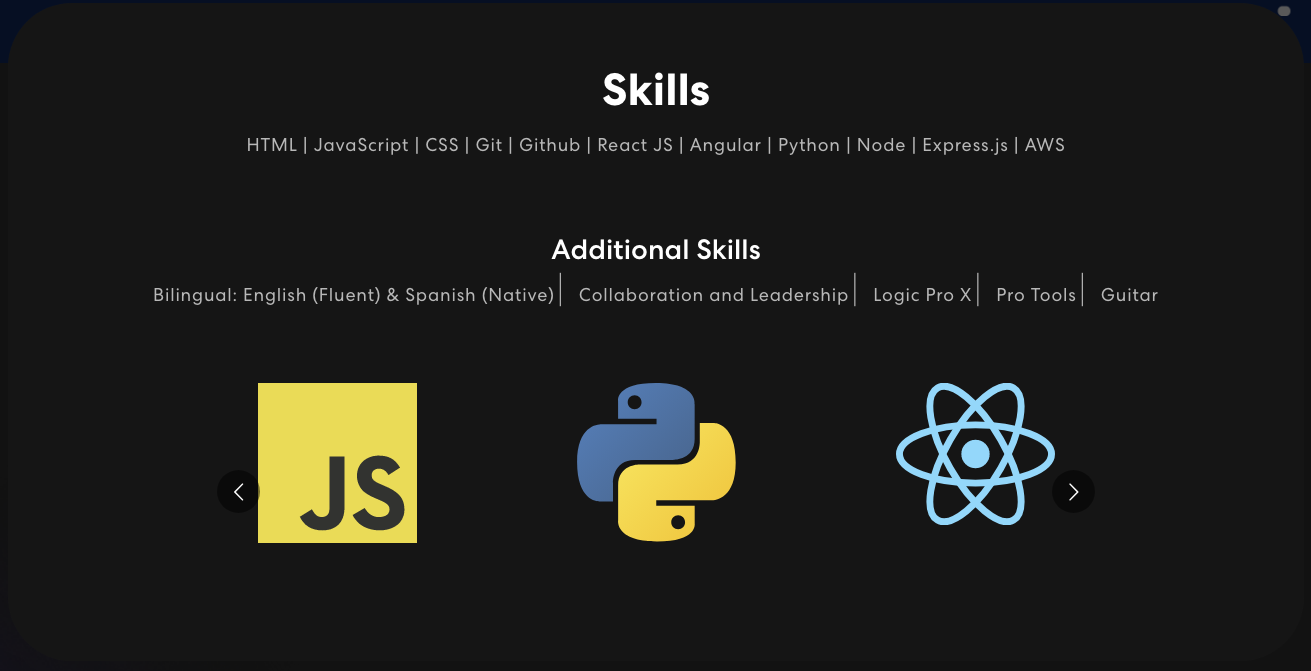 Skills
HTML | JavaScript | CSS | Git | Github | React JS | Angular | Python | Node | Express.js | AWS
Additional Skills
Bilingual: English (Fluent) & Spanish (Native) | Collaboration and Leadership | Logic Pro X | Pro Tools | Guitar
JS